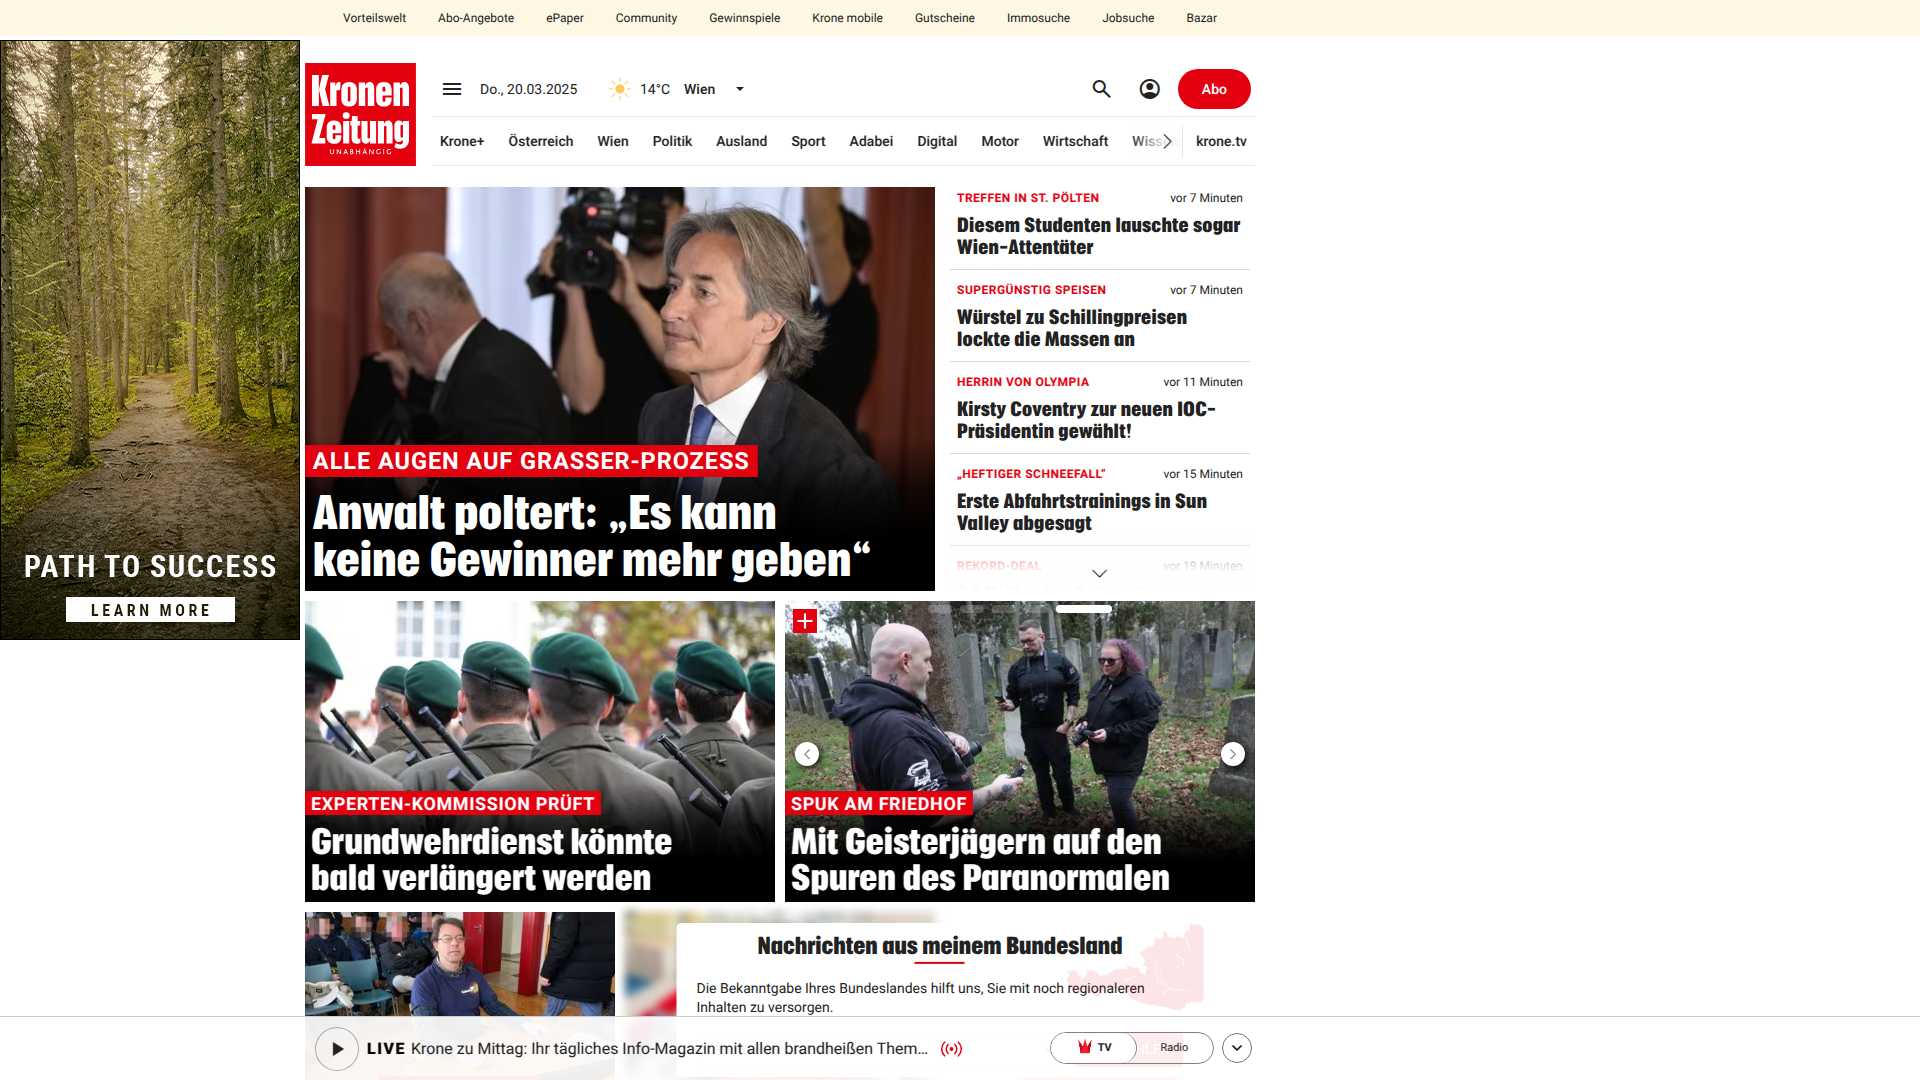 Vorteilswelt Abo-Angebote ePaper Community Gewinnspiele Krone mobile Gutscheine Immosuche Jobsuche Bazar
Kronen
Zeitung
UNABHÄNGIG
Do., 20.03.2025 14°C Wien
Abo
Krone+ Österreich Wien Politik Ausland Sport Adabei Digital Motor Wirtschaft Wiss krone.tv
PATH TO SUCCESS
LEARN MORE
ALLE AUGEN AUF GRASSER-PROZESS
Anwalt poltert: „Es kann
keine Gewinner mehr geben“
TREFFEN IN ST. PÖLTEN vor 7 Minuten
Diesem Studenten lauschte sogar
Wien-Attentäter
SUPERGÜNSTIG SPEISEN vor 7 Minuten
Würstel zu Schillingpreisen
lockte die Massen an
HERRIN VON OLYMPIA vor 11 Minuten
Kirsty Coventry zur neuen IOC-
Präsidentin gewählt!
„HEFTIGER SCHNEEFALL“ vor 15 Minuten
Erste Abfahrtstrainings in Sun
Valley abgesagt
REKORD-DEAL vor 19 Minuten
EXPERTEN-KOMMISSION PRÜFT
Grundwehrdienst könnte
bald verlängert werden
SPUK AM FRIEDHOF
Mit Geisterjägern auf den
Spuren des Paranormalen
Nachrichten aus meinem Bundesland
Die Bekanntgabe Ihres Bundeslandes hilft uns, Sie mit noch regionaleren
Inhalten zu versorgen.
LIVE Krone zu Mittag: Ihr tägliches Info-Magazin mit allen brandheißen Them...
TV Radio